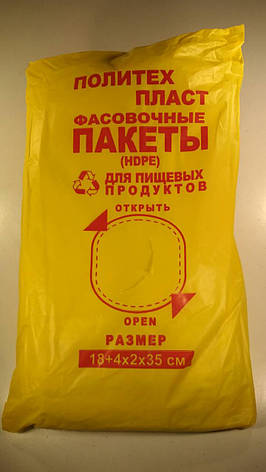 ПОЛИТЕХ
ПЛАСТ
ФАСОВОЧНЫЕ
ПАКЕТЫ
(HDPE)
ДЛЯ ПИЩЕВЫХ
ПРОДУКТОВ
ОТКРЫТЬ
OPEN
РАЗМЕР
18+4x2x35 см